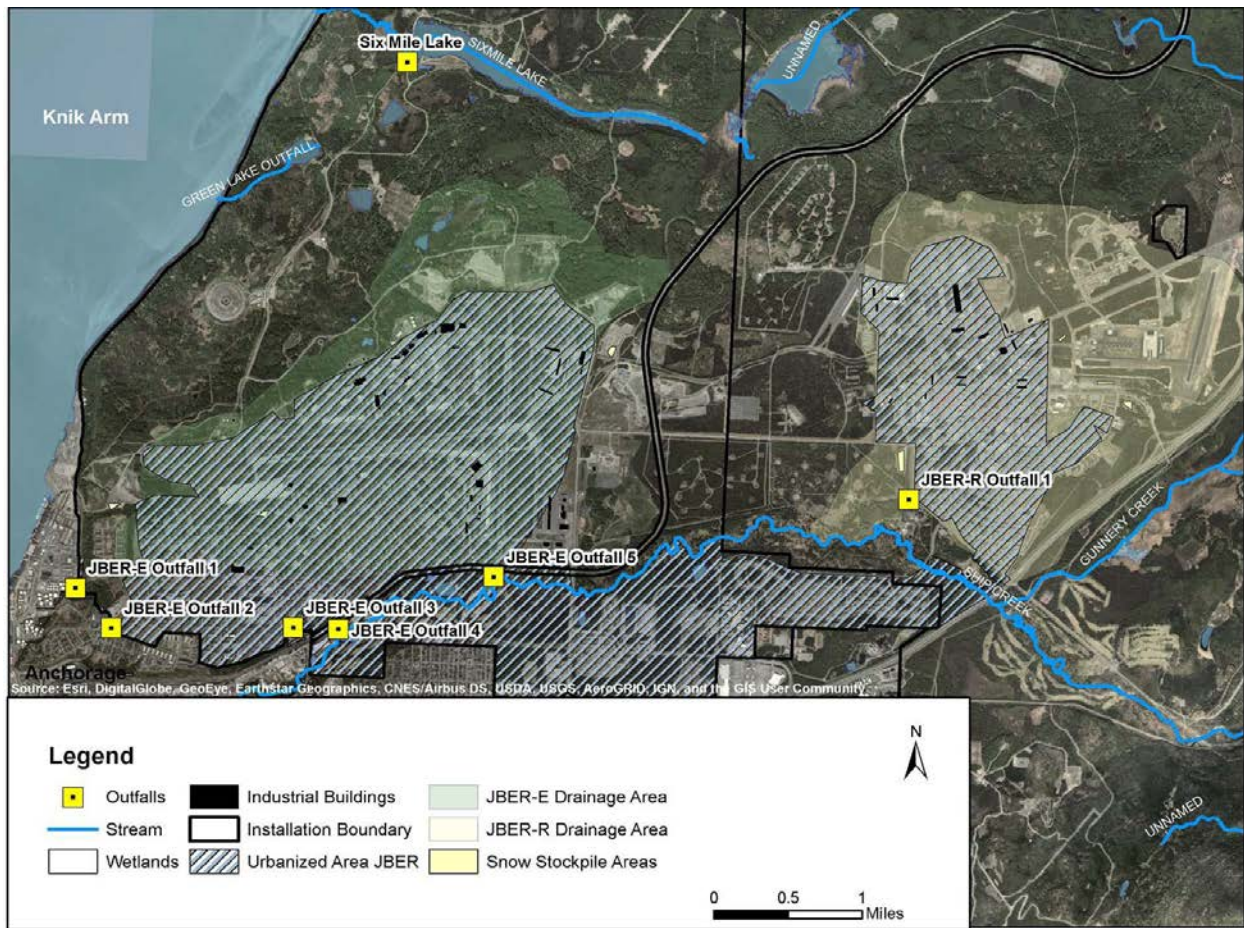 Six Mile Lake
SIXMILE LAKE
UNNAMED
Knik Arm
GREEN LAKE OUTFALL
JBER-R Outfall 1
GUNNERY CREEK
JBER-E Outfall 5
JBER-E Outfall 1
SHIP CREEK
JBER-E Outfall 2
JBER-E Outfall 3
JBER-E Outfall 4
Anchorage
Source: Esri, DigitalGlobe, GeoEye, Earthstar Geographics, CNES/Airbus DS, USDA, USGS, AeroGRID, IGN, and the GIS User Community
Legend
Outfalls
Industrial Buildings
JBER-E Drainage Area
Stream
Installation Boundary
JBER-R Drainage Area
Wetlands
Urbanized Area JBER
Snow Stockpile Areas
N
0 0.5 1
Miles
UNNAMED